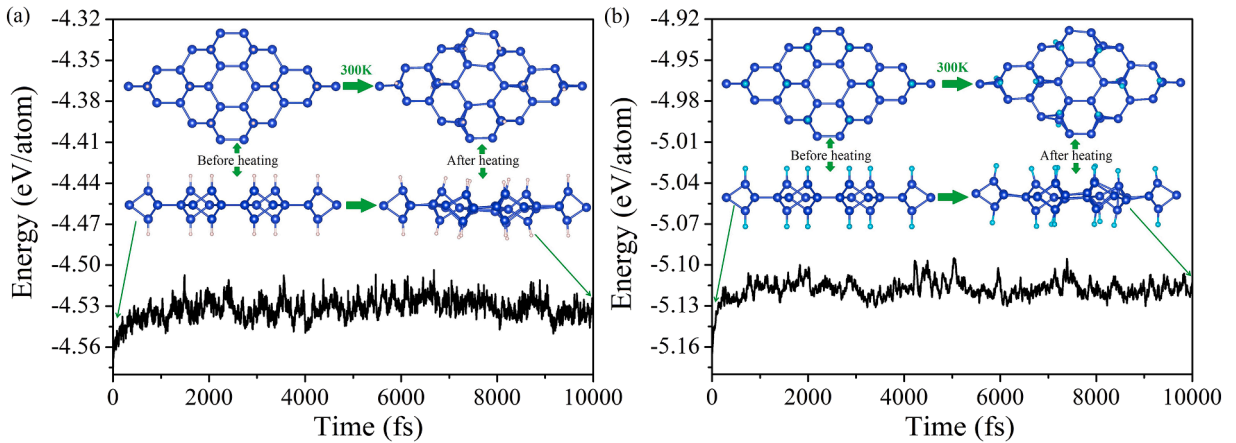 (a)
Energy (eV/atom)
-4.32
-4.35
-4.38
-4.41
-4.44
-4.47
-4.50
-4.53
-4.56
300K
Before heating
After heating
0
2000
4000
6000
8000
10000
Time (fs)
(b)
Energy (eV/atom)
-4.92
-4.95
-4.98
-5.01
-5.04
-5.07
-5.10
-5.13
-5.16
300K
Before heating
After heating
0
2000
4000
6000
8000
10000
Time (fs)